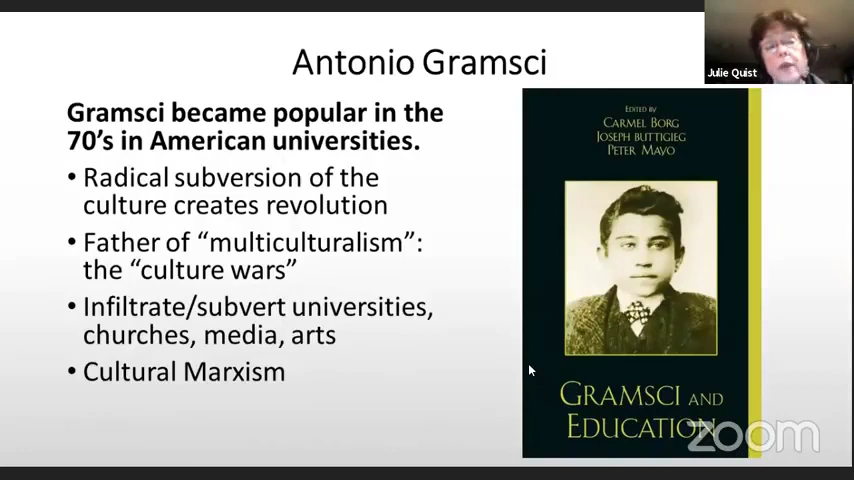 Antonio Gramsci
Julie Quist
Gramsci became popular in the
70's in American universities.
• Radical subversion of the
culture creates revolution
• Father of “multiculturalism”:
the “culture wars”
• Infiltrate/subvert universities,
churches, media, arts
• Cultural Marxism
EDITED BY
CARMEL BORG
JOSEPH BUTTIGIEG
PETER MAYO
GRAMSCI AND
EDUCATION
zoom